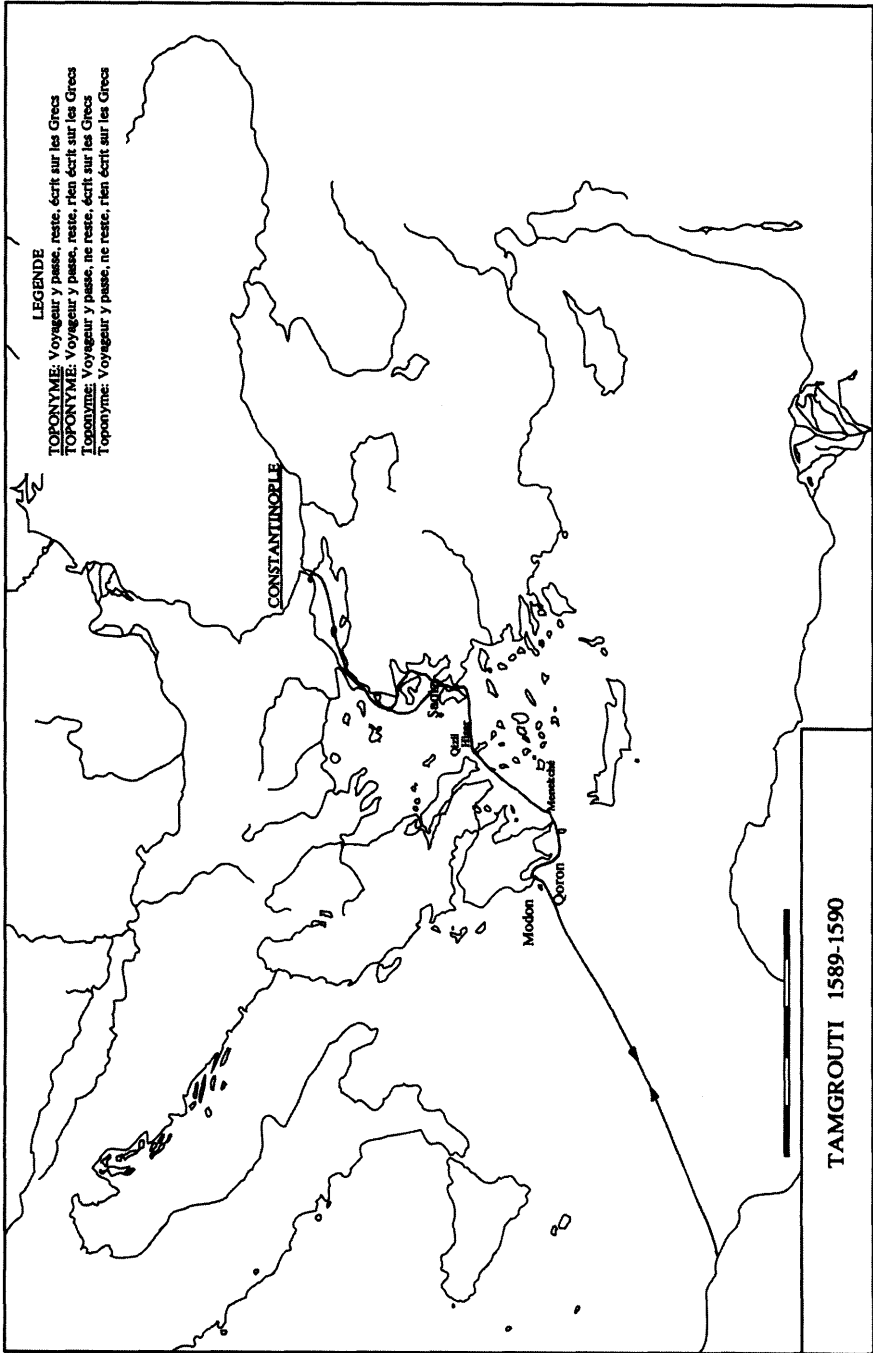 LEGENDE
TOPONYME: Voyageur y passe, reste, écrit sur les Grecs
TOPONYME: Voyageur y passe, reste, rien écrit sur les Grecs
Toponyme: Voyageur y passe, ne reste, écrit sur les Grecs
Toponyme: Voyageur y passe, ne reste, rien écrit sur les Grecs
CONSTANTINOPLE
Qizil
Hisar
Menekché
Qoron
Modon
TAMGROUTI 1589-1590